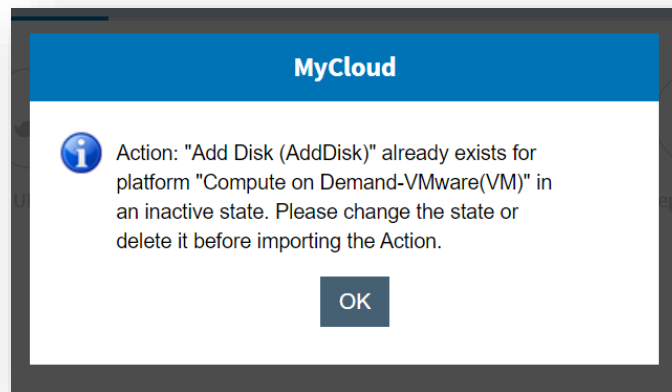 MyCloud
Action: "Add Disk (AddDisk)" already exists for
platform "Compute on Demand-VMware(VM)" in
an inactive state. Please change the state or
delete it before importing the Action.
OK